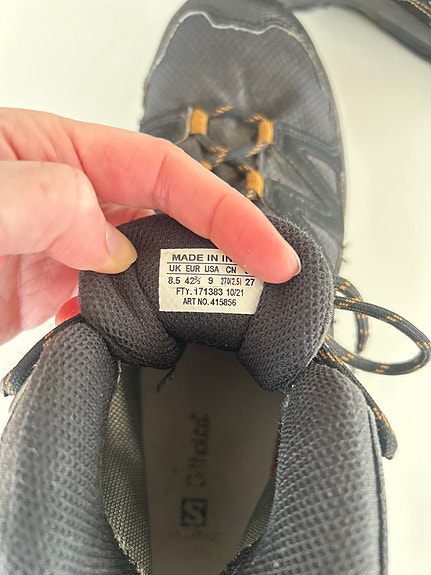 MADE IN IN
UK EUR USA CN
8.5 42⅔ 9 270(2.5) 27
FTY. 171383 10/21
ART NO. 415856
Ortholite